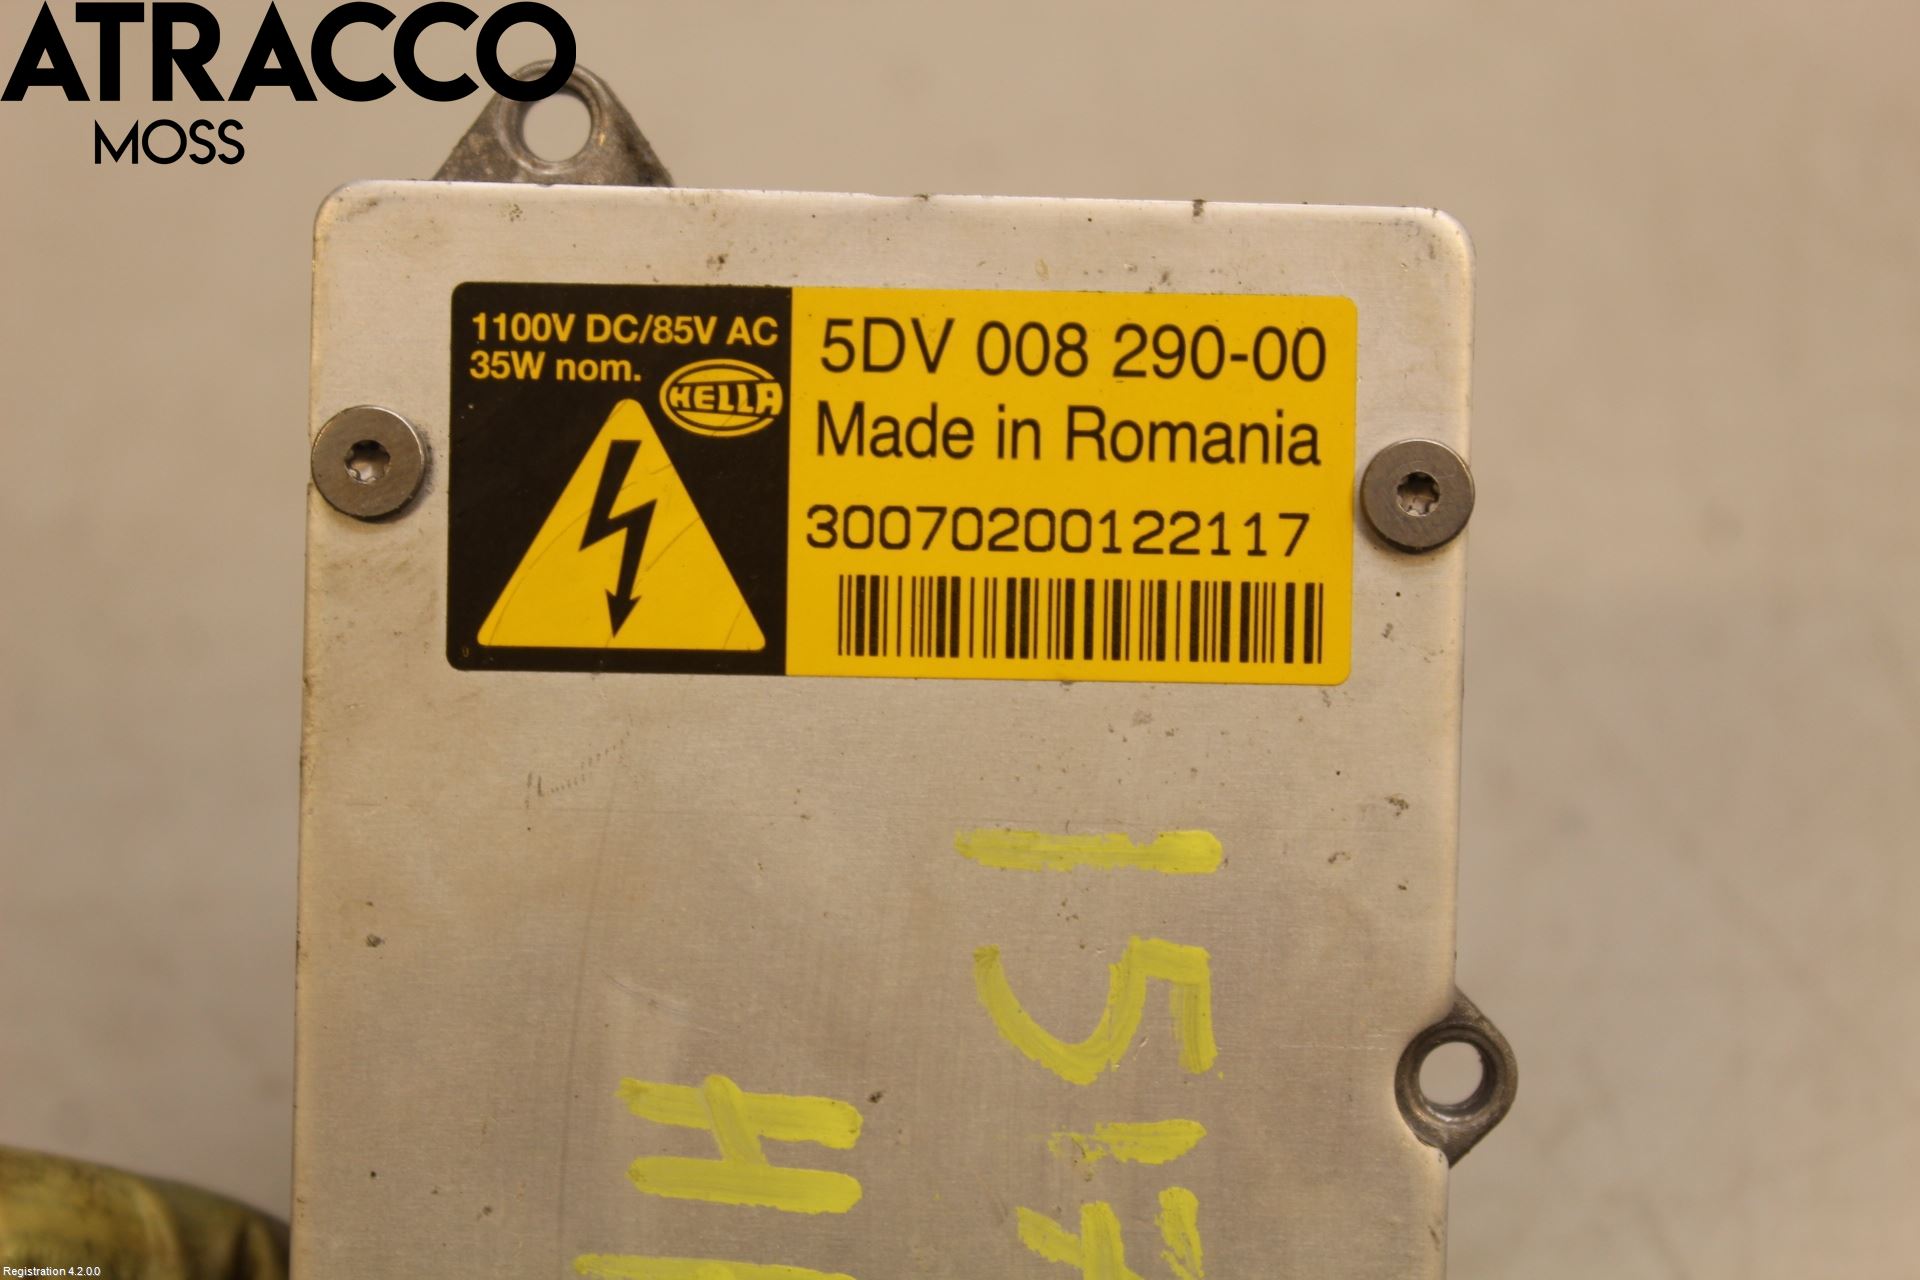 ATRACCO
MOSS
1100V DC/85V AC
35W nom.
HELLA
5DV 008 290-00
Made in Romania
30070200122117
Registration 4.2.0.0